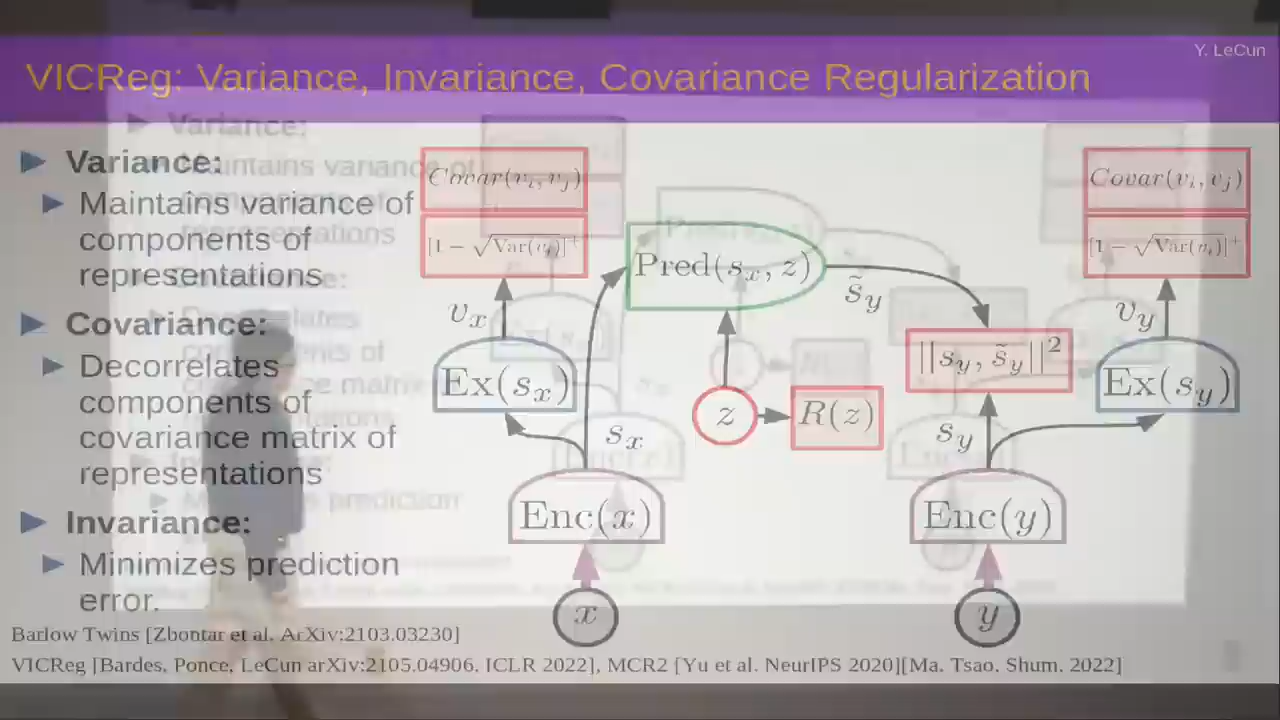 Y. LeCun
VICReg: Variance, Invariance, Covariance Regularization
Variance:
Maintains variance of
components of
representations
Covariance:
Decorrelates
components of
covariance matrix of
representations
Invariance:
Minimizes prediction
error.
Covar(v_i, v_j)
[1 − √Var(v_i)]^+
v_x
Ex(s_x)
Pred(s_x, z)
s̃_y
z
R(z)
s_x
Enc(x)
x
Covar(v_i, v_j)
[1 − √Var(v_i)]^+
v_y
||s_y, s̃_y||^2
Ex(s_y)
s_y
Enc(y)
y
Barlow Twins [Zbontar et al. ArXiv:2103.03230]
VICReg [Bardes, Ponce, LeCun arXiv:2105.04906, ICLR 2022], MCR2 [Yu et al. NeurIPS 2020][Ma, Tsao, Shum, 2022]